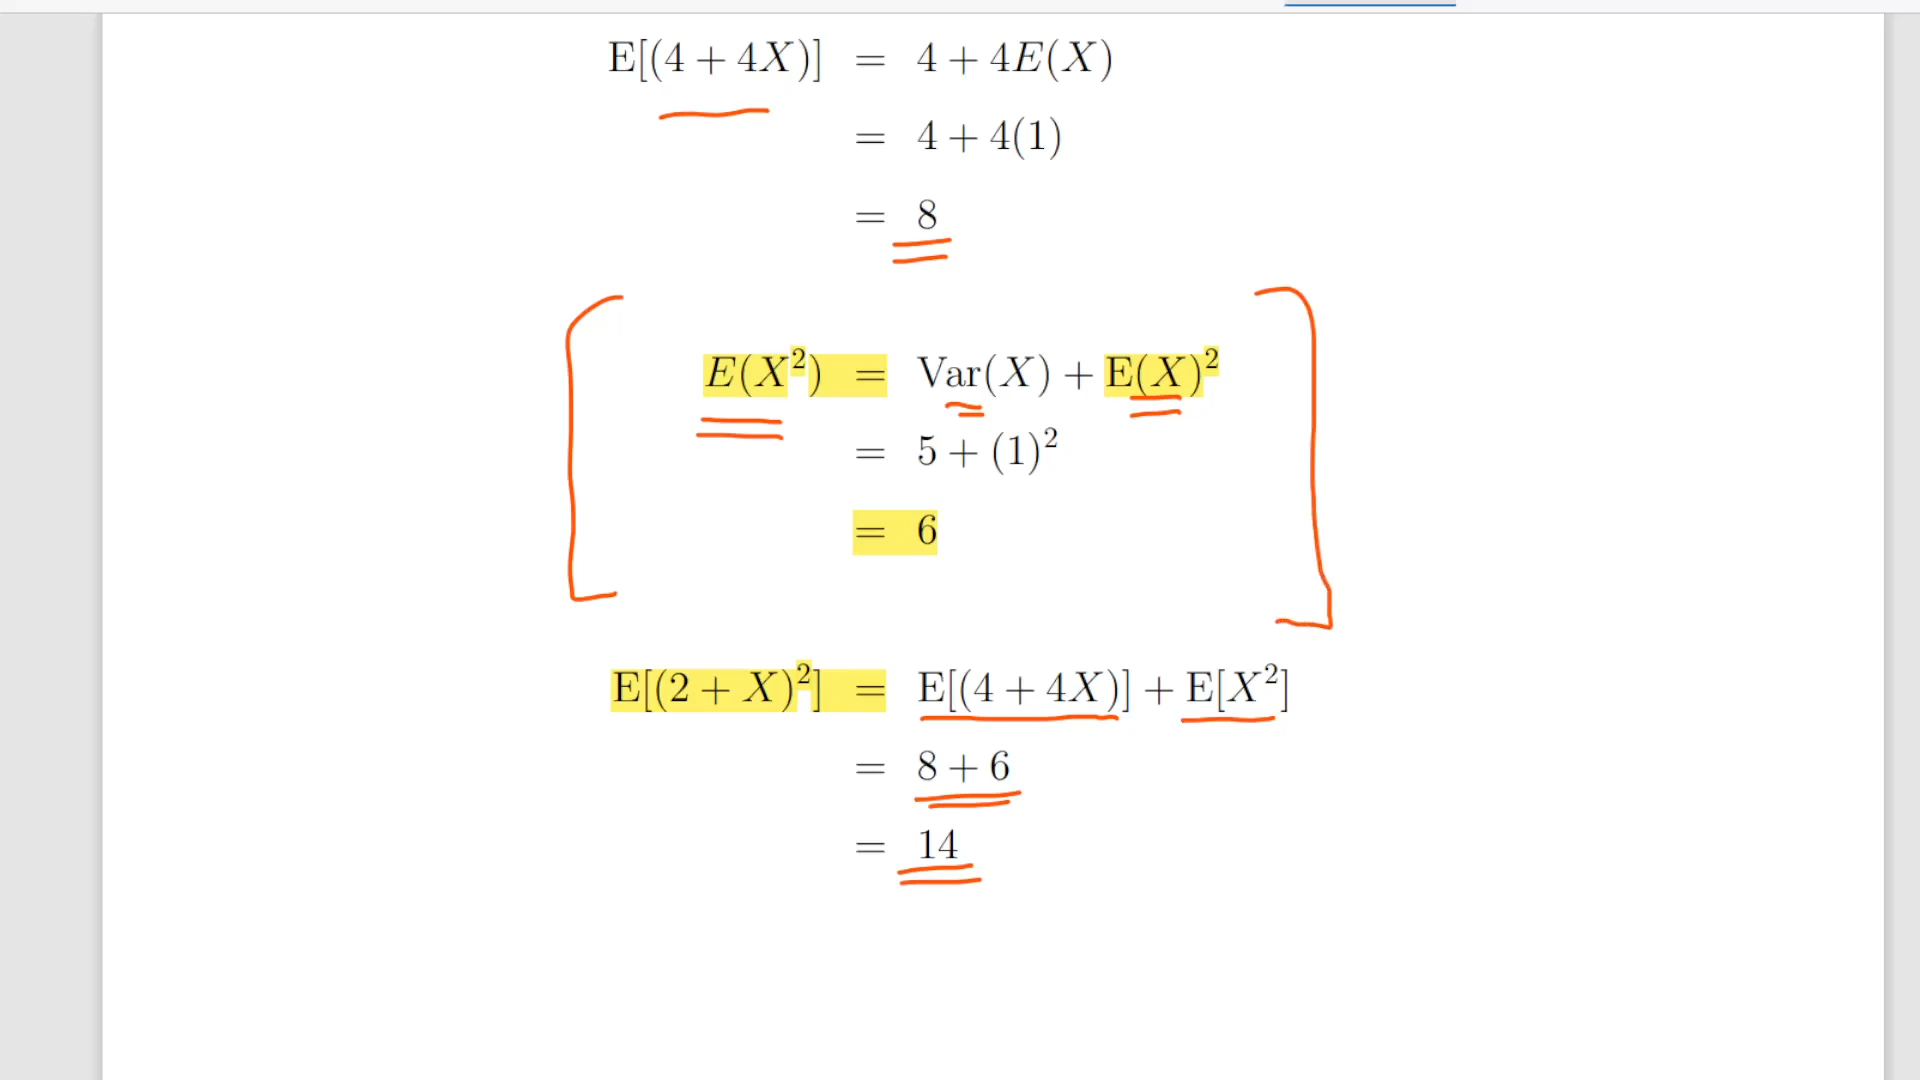 E[(4 + 4X)] = 4 + 4E(X)
= 4 + 4(1)
= 8
E(X²) = Var(X) + E(X)²
= 5 + (1)²
= 6
E[(2 + X)²] = E[(4 + 4X)] + E[X²]
= 8 + 6
= 14